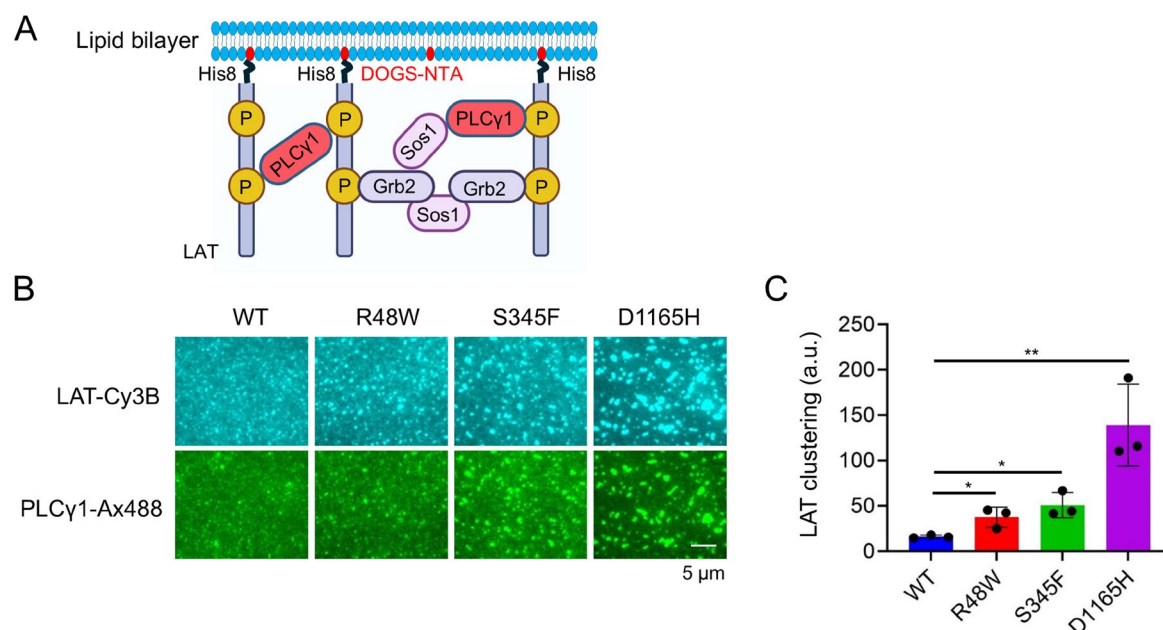 A
Lipid bilayer
His8 His8 DOGS-NTA His8
P P Sos1 PLCγ1 P
PLCγ1
P P Grb2 Grb2 P
Sos1
LAT
B
WT R48W S345F D1165H
LAT-Cy3B
PLCγ1-Ax488
5 µm
C
LAT clustering (a.u.)
250
200
150
100
50
0
**
*
*
WT R48W S345F D1165H